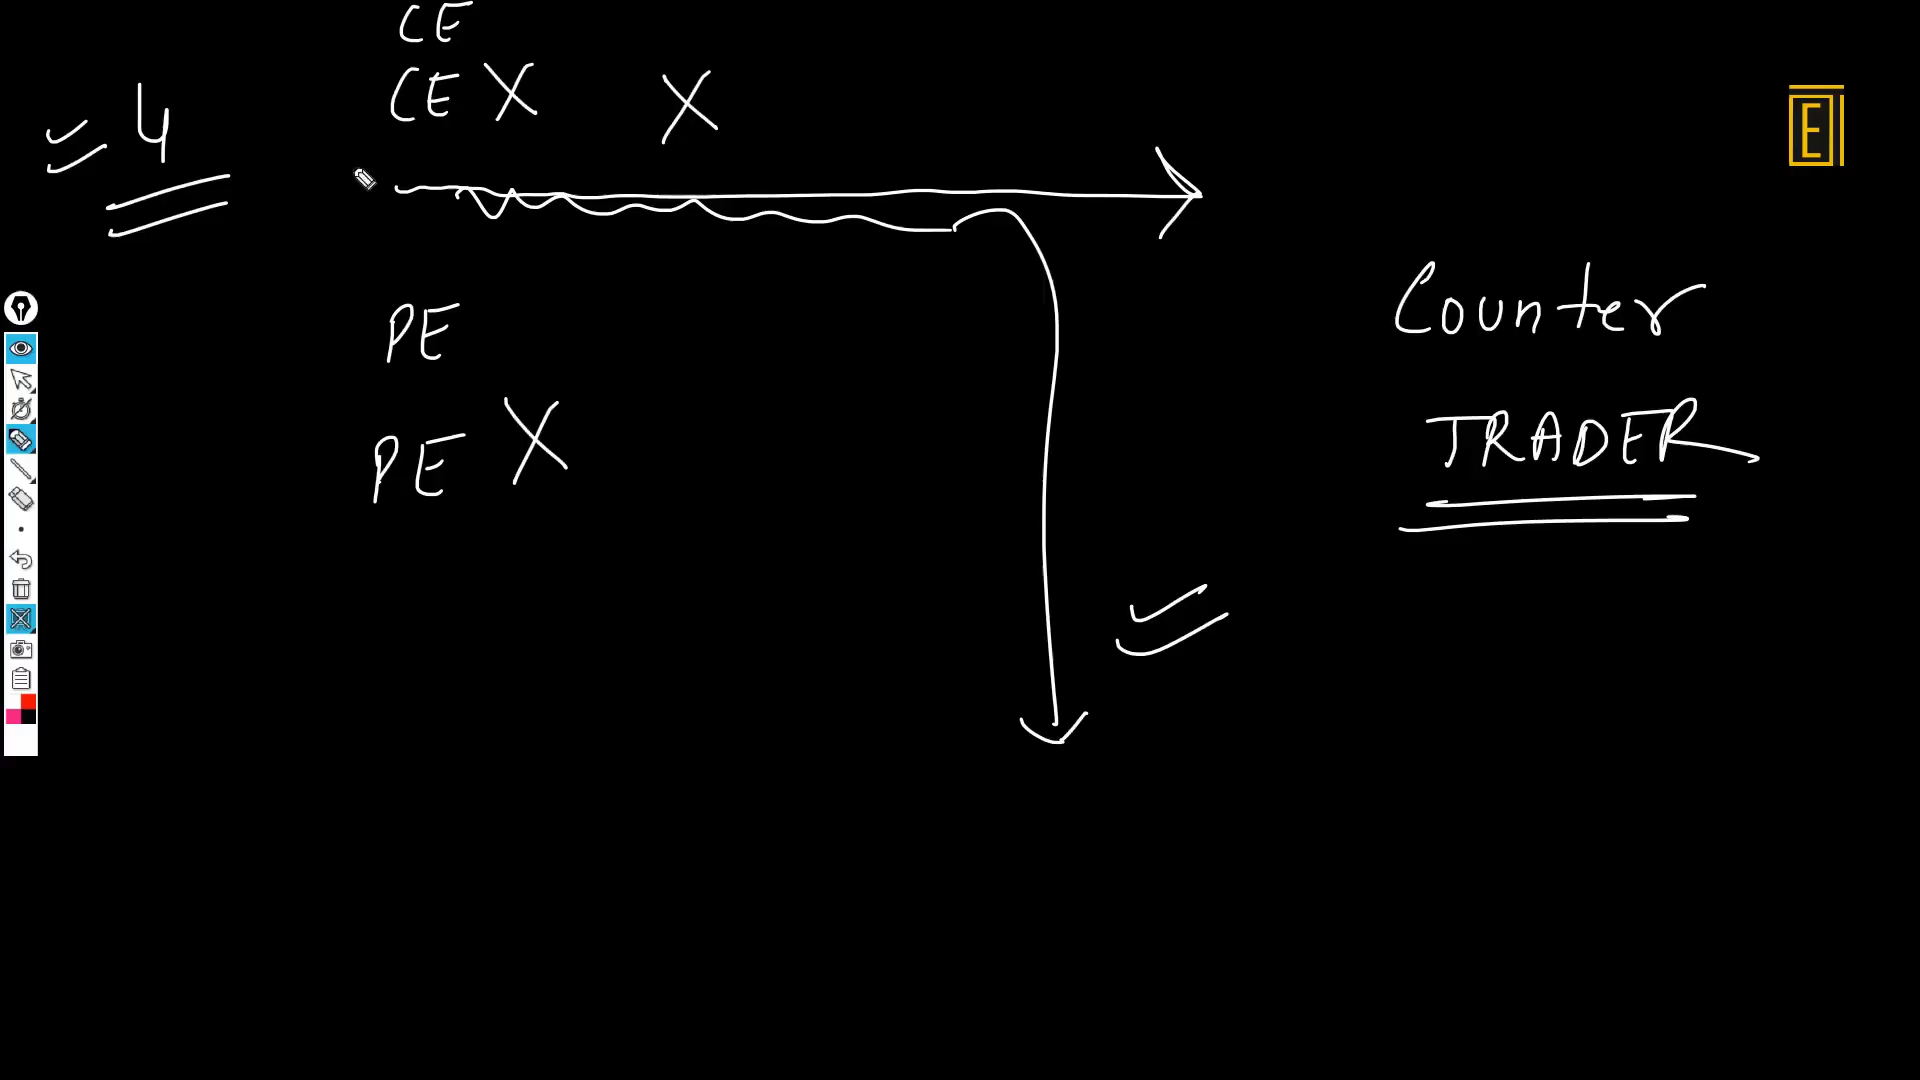 CE
CE X X
4
PE
PE X
Counter
TRADER
E